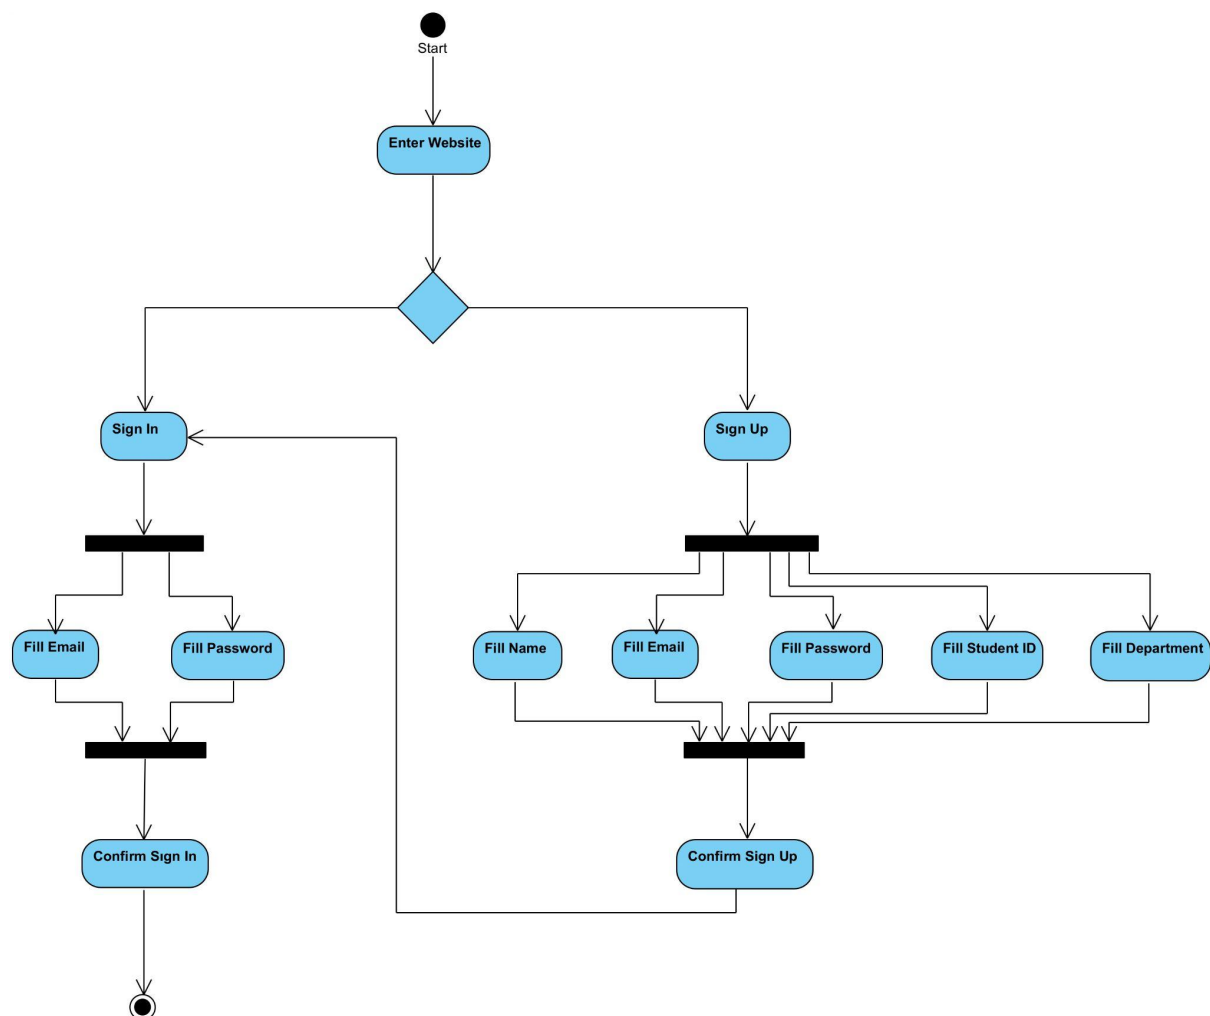 Start
Enter Website
Sign In
Sıgn Up
Fill Email
Fill Password
Fill Name
Fill Email
Fill Password
Fill Student ID
Fill Department
Confirm Sıgn In
Confirm Sign Up